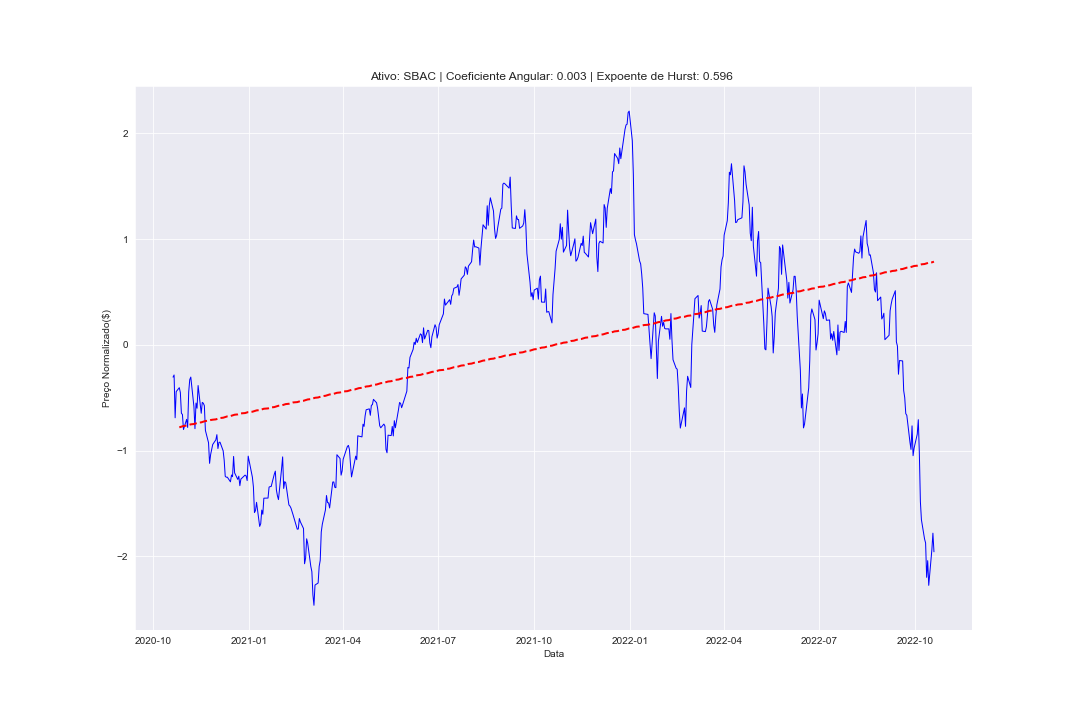 Ativo: SBAC | Coeficiente Angular: 0.003 | Expoente de Hurst: 0.596
Preço Normalizado($)
2
1
0
−1
−2
2020-10 2021-01 2021-04 2021-07 2021-10 2022-01 2022-04 2022-07 2022-10
Data